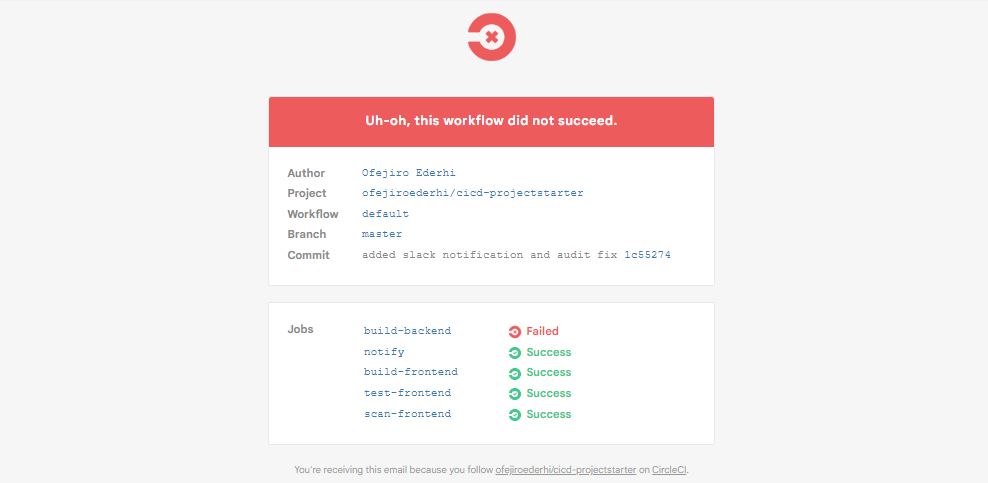 Uh-oh, this workflow did not succeed.
Author Ofejiro Ederhi
Project ofejiroederhi/cicd-projectstarter
Workflow default
Branch master
Commit added slack notification and audit fix 1c55274
Jobs build-backend Failed
notify Success
build-frontend Success
test-frontend Success
scan-frontend Success
You're receiving this email because you follow ofejiroederhi/cicd-projectstarter on CircleCI.